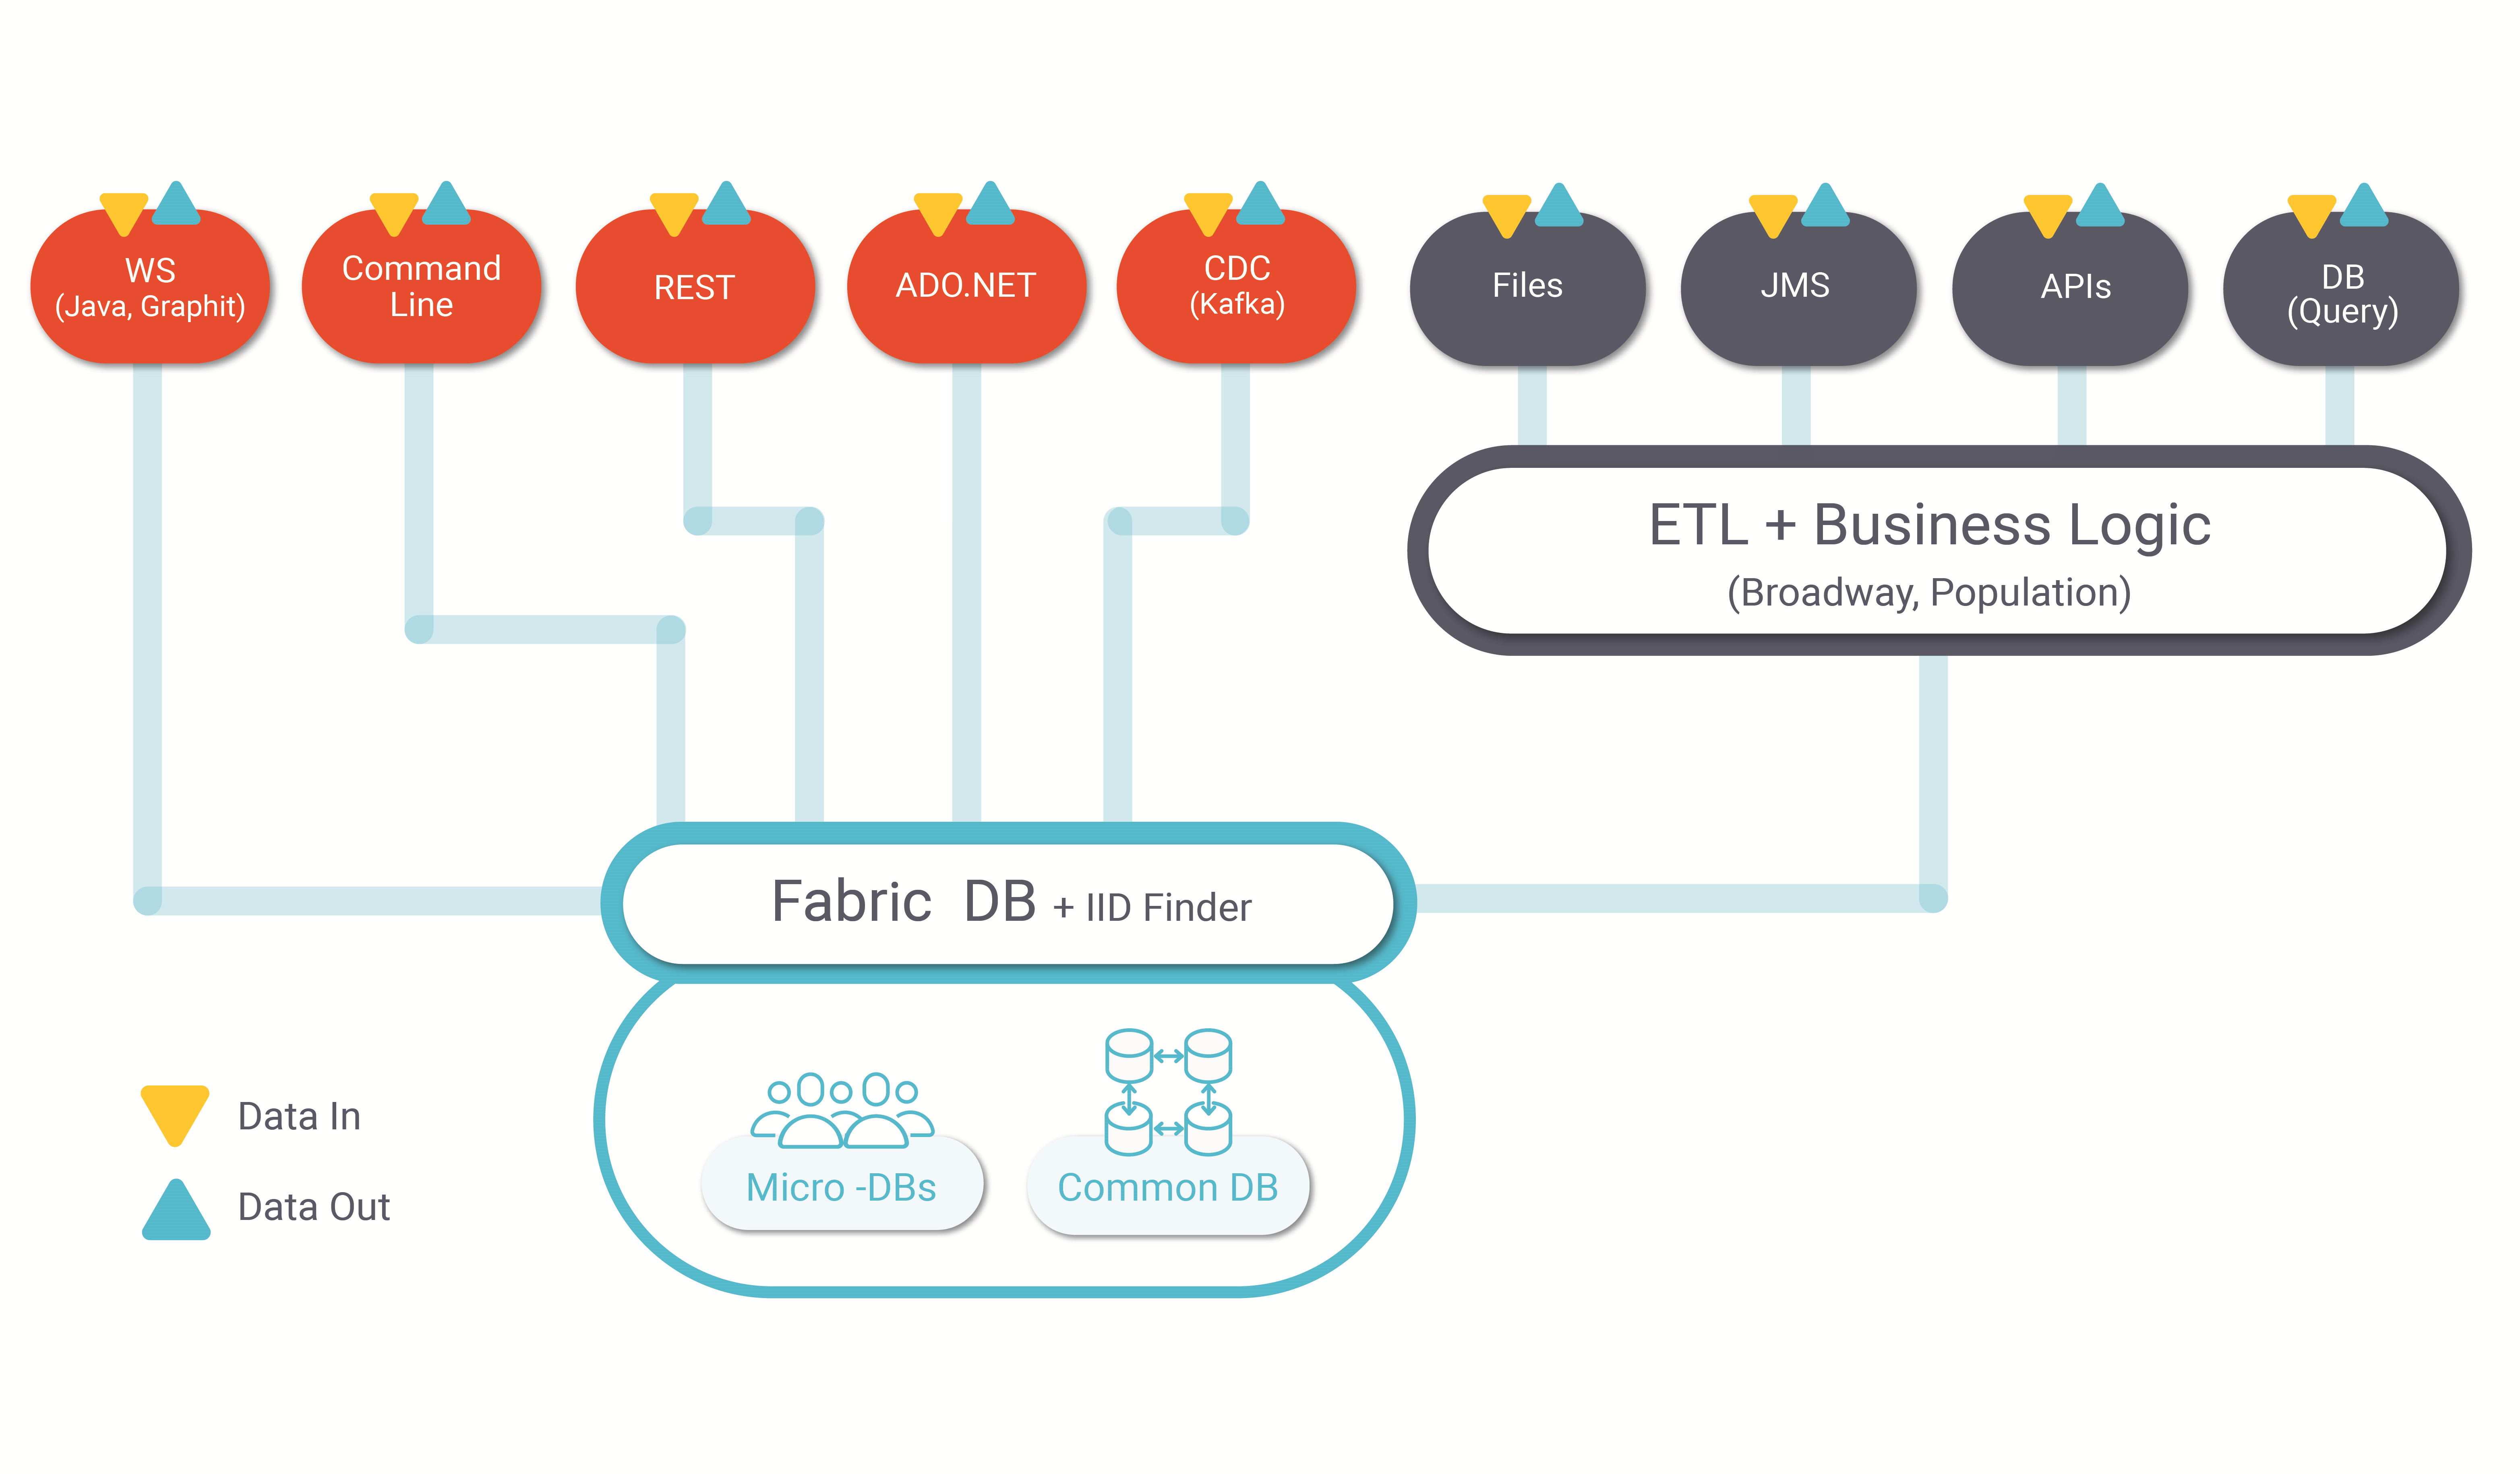 WS
(Java, Graphit)
Command
Line
REST
ADO.NET
CDC
(Kafka)
Files
JMS
APIs
DB
(Query)
ETL + Business Logic
(Broadway, Population)
Fabric DB + IID Finder
Data In
Data Out
Micro -DBs
Common DB